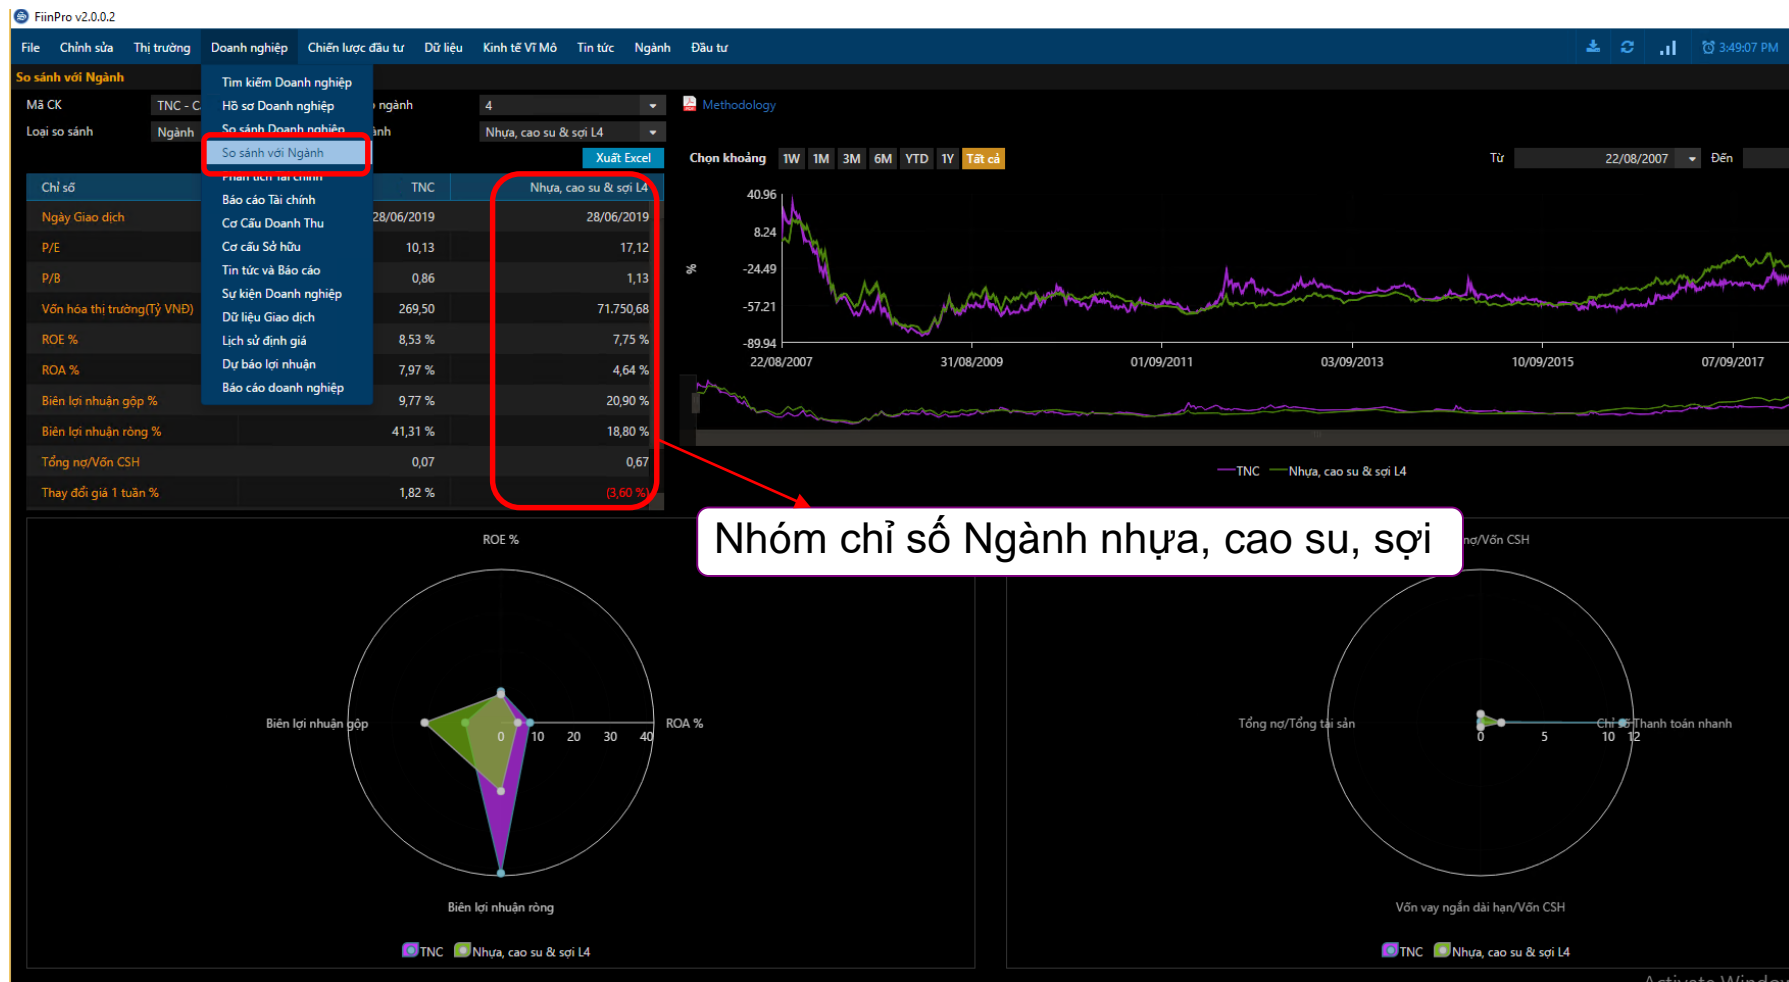 FiinPro v2.0.0.2
File Chỉnh sửa Thị trường Doanh nghiệp Chiến lược đầu tư Dữ liệu Kinh tế Vĩ Mô Tin tức Ngành Đầu tư
3:49:07 PM
So sánh với Ngành
Tìm kiếm Doanh nghiệp
Hồ sơ Doanh nghiệp
So sánh Doanh nghiệp
So sánh với Ngành
Phân tích Tài chính
Báo cáo Tài chính
Cơ Cấu Doanh Thu
Cơ cấu Sở hữu
Tin tức và Báo cáo
Sự kiện Doanh nghiệp
Dữ liệu Giao dịch
Lịch sử định giá
Dự báo lợi nhuận
Báo cáo doanh nghiệp
Mã CK TNC - C ngành 4
Loại so sánh Ngành Nhựa, cao su & sợi L4
Xuất Excel
Chỉ số TNC Nhựa, cao su & sợi L4
Ngày Giao dịch 28/06/2019 28/06/2019
P/E 10,13 17,12
P/B 0,86 1,13
Vốn hóa thị trường(Tỷ VNĐ) 269,50 71.750,68
ROE % 8,53 % 7,75 %
ROA % 7,97 % 4,64 %
Biên lợi nhuận gộp % 9,77 % 20,90 %
Biên lợi nhuận ròng % 41,31 % 18,80 %
Tổng nợ/Vốn CSH 0,07 0,67
Thay đổi giá 1 tuần % 1,82 % (3,60 %)
Methodology
Chọn khoảng 1W 1M 3M 6M YTD 1Y Tất cả Từ 22/08/2007 Đến
40.96
8.24
-24.49
-57.21
-89.94
%
22/08/2007 31/08/2009 01/09/2011 03/09/2013 10/09/2015 07/09/2017
TNC Nhựa, cao su & sợi L4
Nhóm chỉ số Ngành nhựa, cao su, sợi
ROE %
Biên lợi nhuận gộp
ROA %
0 10 20 30 40
Biên lợi nhuận ròng
TNC Nhựa, cao su & sợi L4
nợ/Vốn CSH
Tổng nợ/Tổng tài sản
Chỉ số Thanh toán nhanh
0 5 10 12
Vốn vay ngắn dài hạn/Vốn CSH
TNC Nhựa, cao su & sợi L4